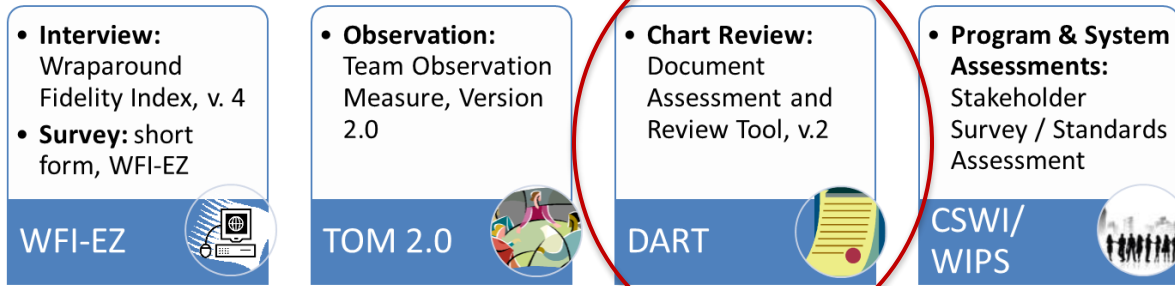 • Interview:
Wraparound
Fidelity Index, v. 4
• Survey: short
form, WFI-EZ
WFI-EZ
• Observation:
Team Observation
Measure, Version
2.0
TOM 2.0
• Chart Review:
Document
Assessment and
Review Tool, v.2
DART
• Program & System
Assessments:
Stakeholder
Survey / Standards
Assessment
CSWI/
WIPS